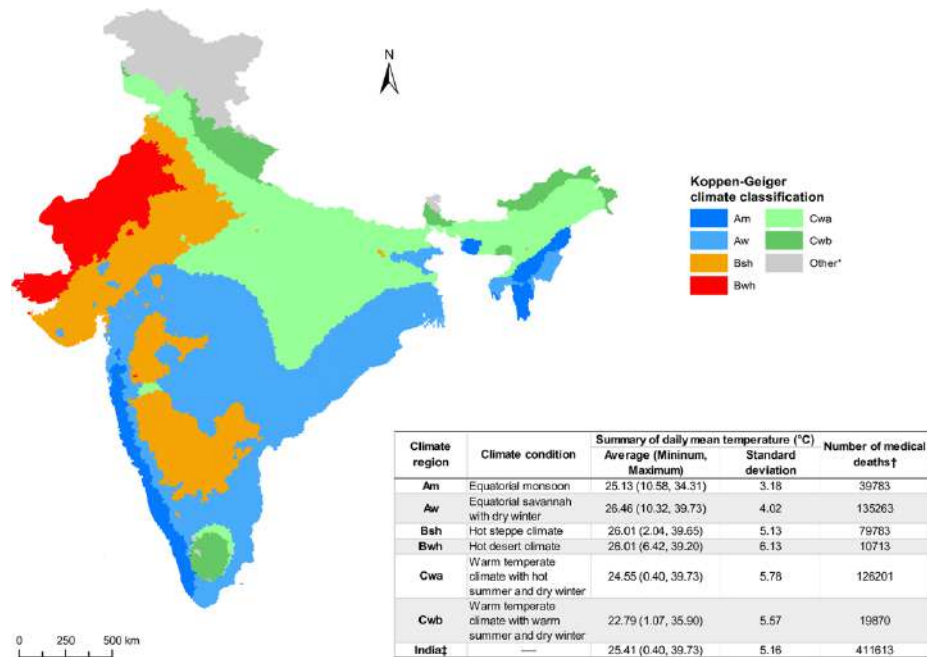 N
Koppen-Geiger
climate classification
Am
Cwa
Aw
Cwb
Bsh
Other*
Bwh
0 250 500 km
Climate region
Climate condition
Summary of daily mean temperature (°C)
Number of medical deaths†
Average (Minimum, Maximum)
Standard deviation
Am Equatorial monsoon 25.13 (10.58, 34.31) 3.18 39783
Aw Equatorial savannah with dry winter 26.46 (10.32, 39.73) 4.02 135263
Bsh Hot steppe climate 26.01 (2.04, 39.65) 5.13 79783
Bwh Hot desert climate 26.01 (6.42, 39.20) 6.13 10713
Cwa Warm temperate climate with hot summer and dry winter 24.55 (0.40, 39.73) 5.78 126201
Cwb Warm temperate climate with warm summer and dry winter 22.79 (1.07, 35.90) 5.57 19870
India‡ — 25.41 (0.40, 39.73) 5.16 411613